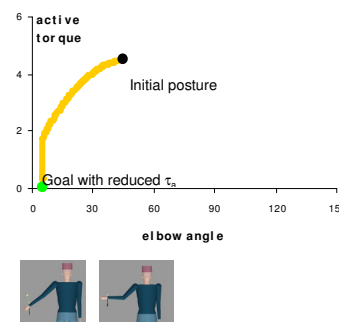 6
active
torque
4
Initial posture
2
Goal with reduced τa
0
0 30 60 90 120 15
elbow angle